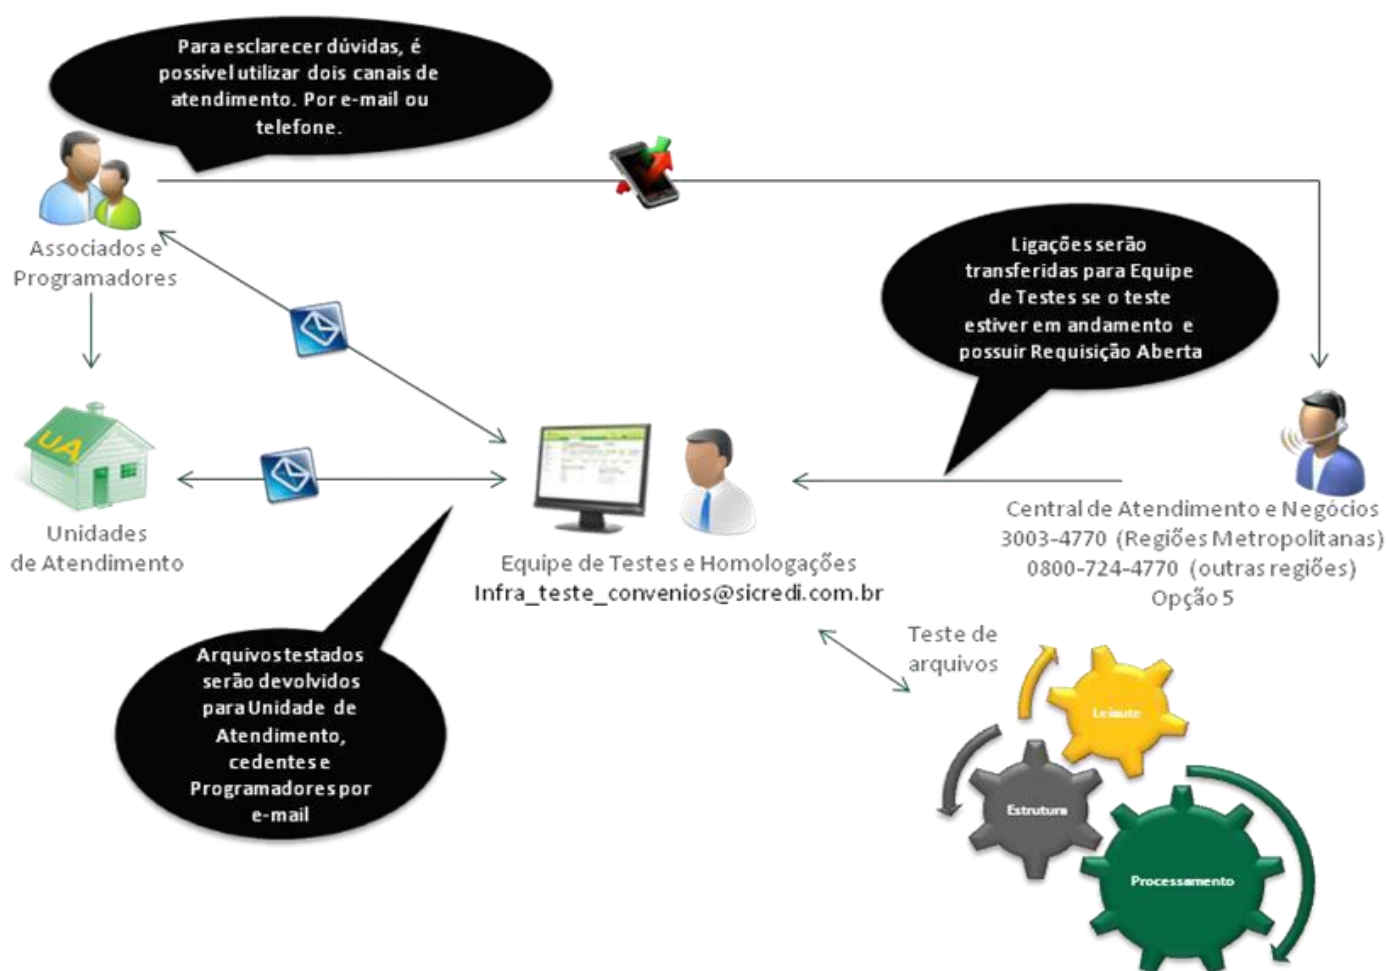 Para esclarecer dúvidas, é
possível utilizar dois canais de
atendimento. Por e-mail ou
telefone.
Associados e
Programadores
Ligações serão
transferidas para Equipe
de Testes se o teste
estiver em andamento e
possuir Requisição Aberta
UA
Unidades
de Atendimento
Equipe de Testes e Homologações
Infra_teste_convenios@sicredi.com.br
Central de Atendimento e Negócios
3003-4770 (Regiões Metropolitanas)
0800-724-4770 (outras regiões)
Opção 5
Arquivos testados
serão devolvidos
para Unidade de
Atendimento,
cedentes e
Programadores por
e-mail
Teste de
arquivos
Leiaute
Estrutura
Processamento